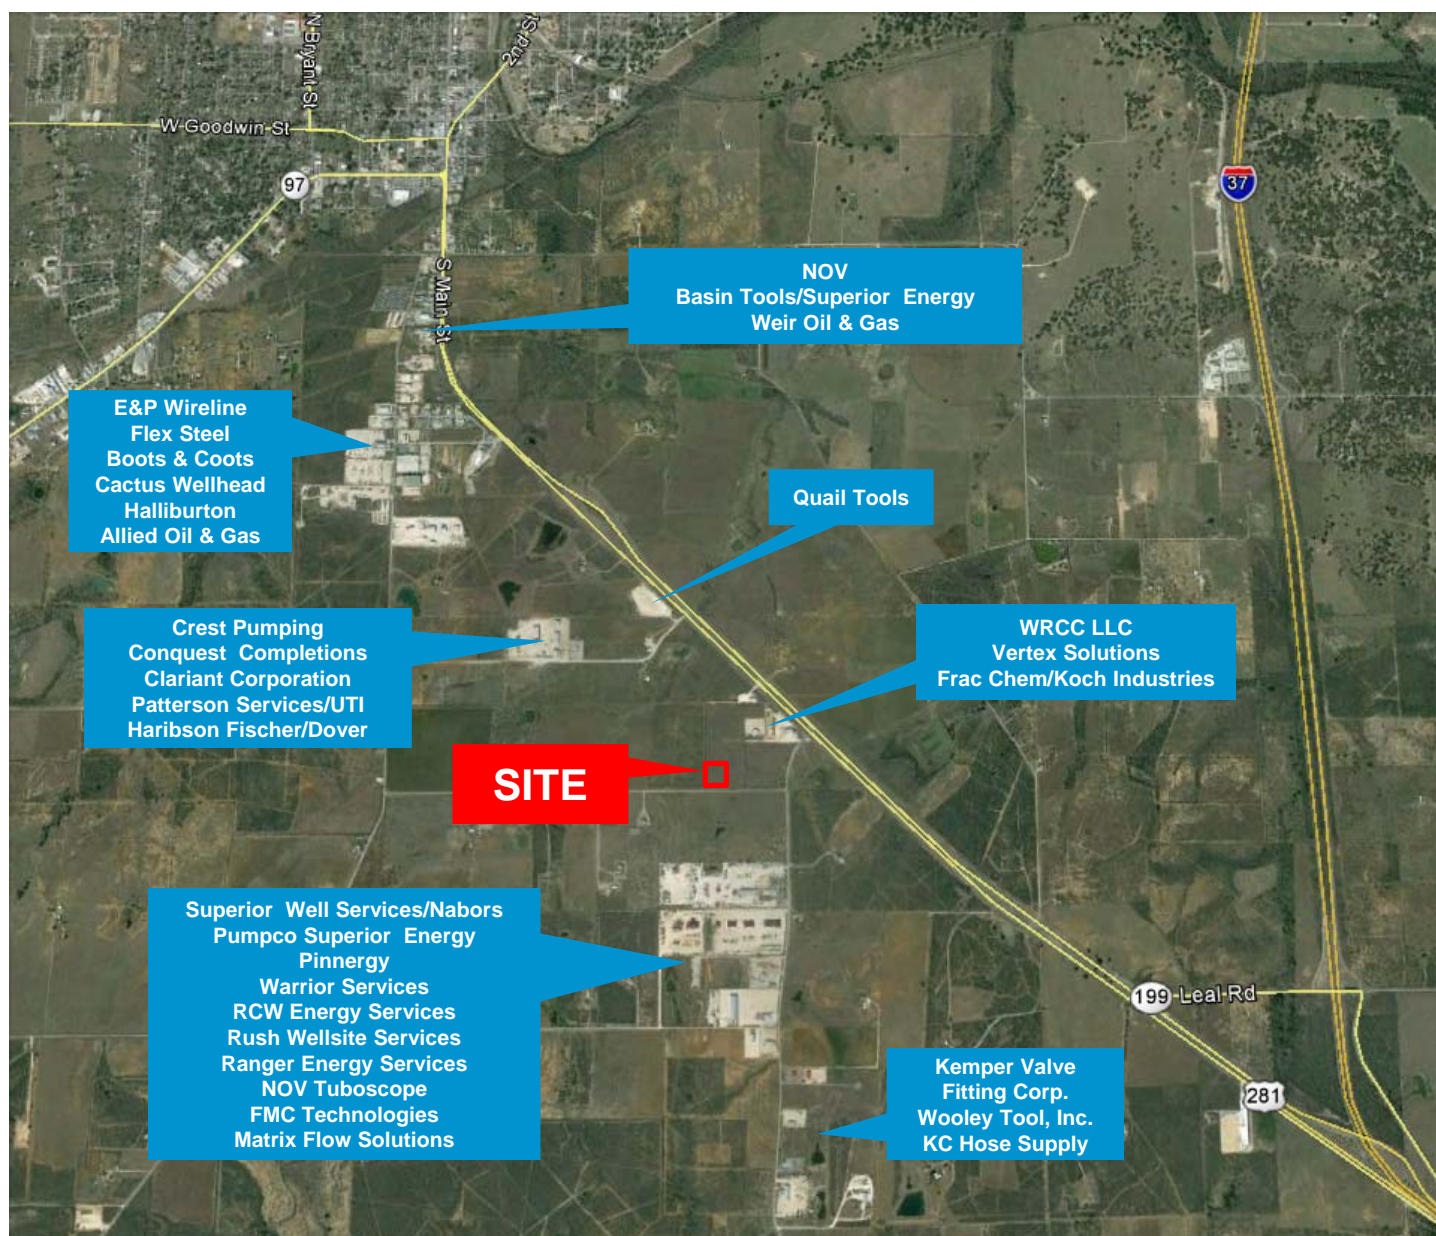 N Bryant St
2nd St
W Goodwin St
97
37
S Main St
NOV
Basin Tools/Superior Energy
Weir Oil & Gas
E&P Wireline
Flex Steel
Boots & Coots
Cactus Wellhead
Halliburton
Allied Oil & Gas
Quail Tools
Crest Pumping
Conquest Completions
Clariant Corporation
Patterson Services/UTI
Haribson Fischer/Dover
WRCC LLC
Vertex Solutions
Frac Chem/Koch Industries
SITE
Superior Well Services/Nabors
Pumpco Superior Energy
Pinnergy
Warrior Services
RCW Energy Services
Rush Wellsite Services
Ranger Energy Services
NOV Tuboscope
FMC Technologies
Matrix Flow Solutions
199 Leal Rd
281
Kemper Valve
Fitting Corp.
Wooley Tool, Inc.
KC Hose Supply